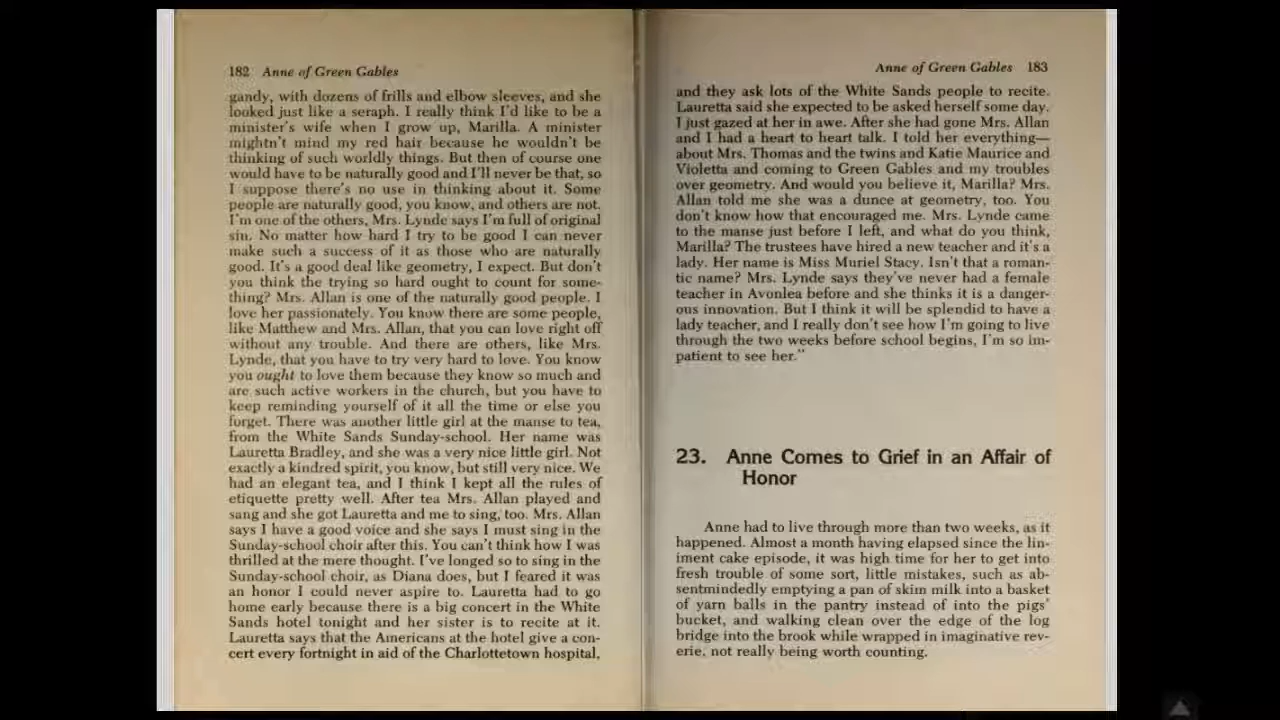 182 Anne of Green Gables
gandy, with dozens of frills and elbow sleeves, and she
looked just like a seraph. I really think I'd like to be a
minister's wife when I grow up, Marilla. A minister
mightn't mind my red hair because he wouldn't be
thinking of such worldly things. But then of course one
would have to be naturally good and I'll never be that, so
I suppose there's no use in thinking about it. Some
people are naturally good, you know, and others are not.
I'm one of the others, Mrs. Lynde says I'm full of original
sin. No matter how hard I try to be good I can never
make such a success of it as those who are naturally
good. It's a good deal like geometry, I expect. But don't
you think the trying so hard ought to count for some-
thing? Mrs. Allan is one of the naturally good people. I
love her passionately. You know there are some people,
like Matthew and Mrs. Allan, that you can love right off
without any trouble. And there are others, like Mrs.
Lynde, that you have to try very hard to love. You know
you ought to love them because they know so much and
are such active workers in the church, but you have to
keep reminding yourself of it all the time or else you
forget. There was another little girl at the manse to tea,
from the White Sands Sunday-school. Her name was
Lauretta Bradley, and she was a very nice little girl. Not
exactly a kindred spirit, you know, but still very nice. We
had an elegant tea, and I think I kept all the rules of
etiquette pretty well. After tea Mrs. Allan played and
sang and she got Lauretta and me to sing, too. Mrs. Allan
says I have a good voice and she says I must sing in the
Sunday-school choir after this. You can't think how I was
thrilled at the mere thought. I've longed so to sing in the
Sunday-school choir, as Diana does, but I feared it was
an honor I could never aspire to. Lauretta had to go
home early because there is a big concert in the White
Sands hotel tonight and her sister is to recite at it.
Lauretta says that the Americans at the hotel give a con-
cert every fortnight in aid of the Charlottetown hospital,
Anne of Green Gables 183
and they ask lots of the White Sands people to recite.
Lauretta said she expected to be asked herself some day.
I just gazed at her in awe. After she had gone Mrs. Allan
and I had a heart to heart talk. I told her everything—
about Mrs. Thomas and the twins and Katie Maurice and
Violetta and coming to Green Gables and my troubles
over geometry. And would you believe it, Marilla? Mrs.
Allan told me she was a dunce at geometry, too. You
don't know how that encouraged me. Mrs. Lynde came
to the manse just before I left, and what do you think,
Marilla? The trustees have hired a new teacher and it's a
lady. Her name is Miss Muriel Stacy. Isn't that a roman-
tic name? Mrs. Lynde says they've never had a female
teacher in Avonlea before and she thinks it is a danger-
ous innovation. But I think it will be splendid to have a
lady teacher, and I really don't see how I'm going to live
through the two weeks before school begins, I'm so im-
patient to see her."
23. Anne Comes to Grief in an Affair of
Honor
Anne had to live through more than two weeks, as it
happened. Almost a month having elapsed since the lin-
iment cake episode, it was high time for her to get into
fresh trouble of some sort, little mistakes, such as ab-
sentmindedly emptying a pan of skim milk into a basket
of yarn balls in the pantry instead of into the pigs'
bucket, and walking clean over the edge of the log
bridge into the brook while wrapped in imaginative rev-
erie, not really being worth counting.